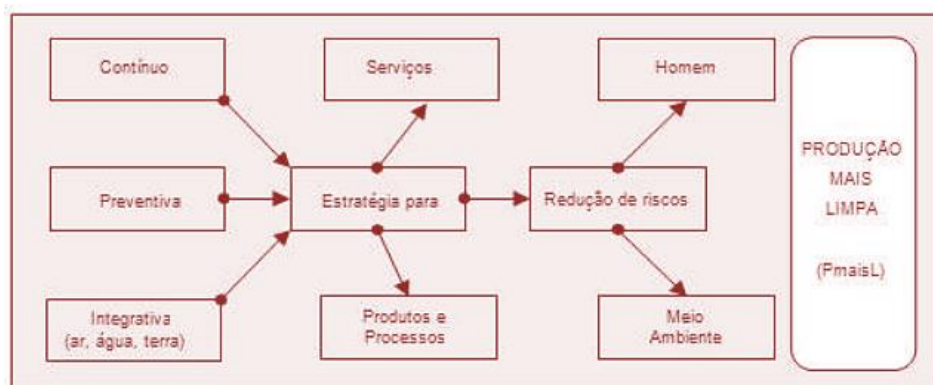 Contínuo
Serviços
Homem
Preventiva
Estratégia para
Redução de riscos
Integrativa
(ar, água, terra)
Produtos e
Processos
Meio
Ambiente
PRODUÇÃO
MAIS
LIMPA
(PmaisL)